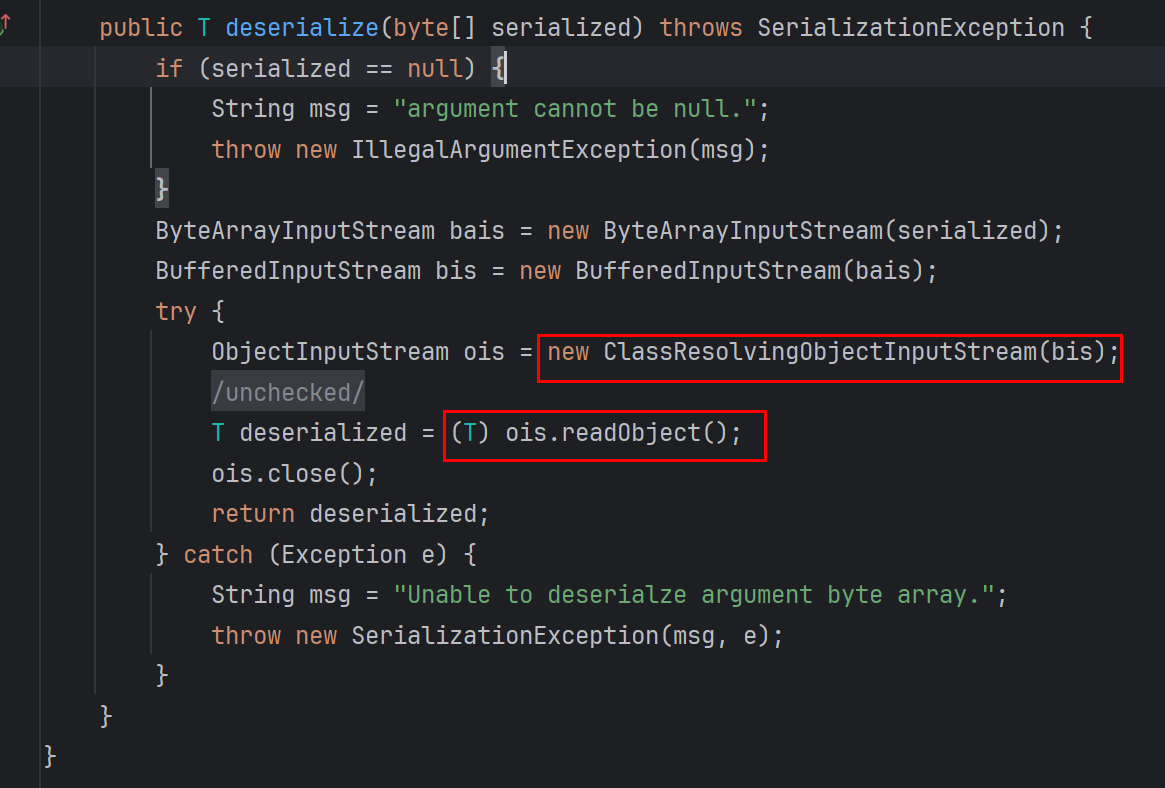 public T deserialize(byte[] serialized) throws SerializationException {
if (serialized == null) {
String msg = "argument cannot be null.";
throw new IllegalArgumentException(msg);
}
ByteArrayInputStream bais = new ByteArrayInputStream(serialized);
BufferedInputStream bis = new BufferedInputStream(bais);
try {
ObjectInputStream ois = new ClassResolvingObjectInputStream(bis);
/unchecked/
T deserialized = (T) ois.readObject();
ois.close();
return deserialized;
} catch (Exception e) {
String msg = "Unable to deserialze argument byte array.";
throw new SerializationException(msg, e);
}
}
}